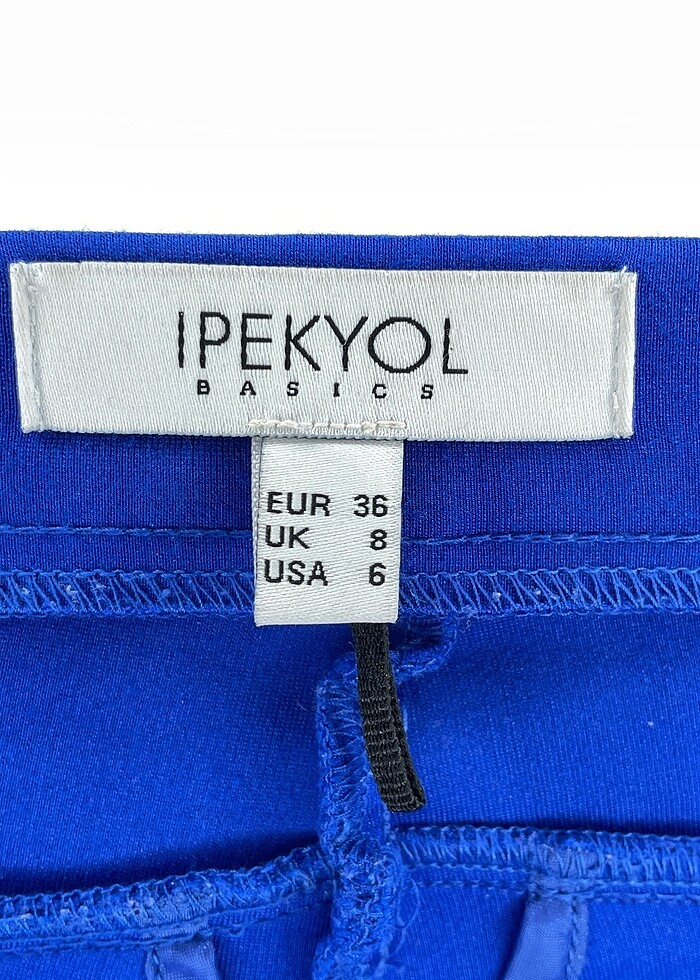 IPEKYOL
BASICS
EUR 36
UK 8
USA 6